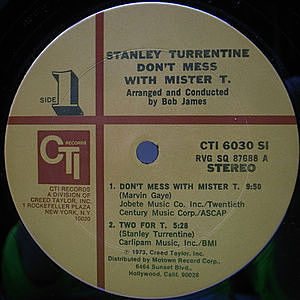 STANLEY TURRENTINE
DON'T MESS
WITH MISTER T.
Arranged and Conducted
by Bob James
SIDE 1
CTI RECORDS
CTI 6030 SI
RVG SQ 87688 A
STEREO
CTI RECORDS
A DIVISION OF
CREED TAYLOR, INC.
1 ROCKEFELLER PLAZA
NEW YORK, N.Y.
10020
1. DON'T MESS WITH MISTER T. 9:50
(Marvin Gaye)
Jobete Music Co. Inc./Twentieth
Century Music Corp/ASCAP
2. TWO FOR T. 5:28
(Stanley Turrentine)
Carlipam Music, Inc./BMI
℗ 1973, Creed Taylor, Inc.
Distributed by Motown Record Corp.
6464 Sunset Blvd.,
Hollywood, Calif. 90028